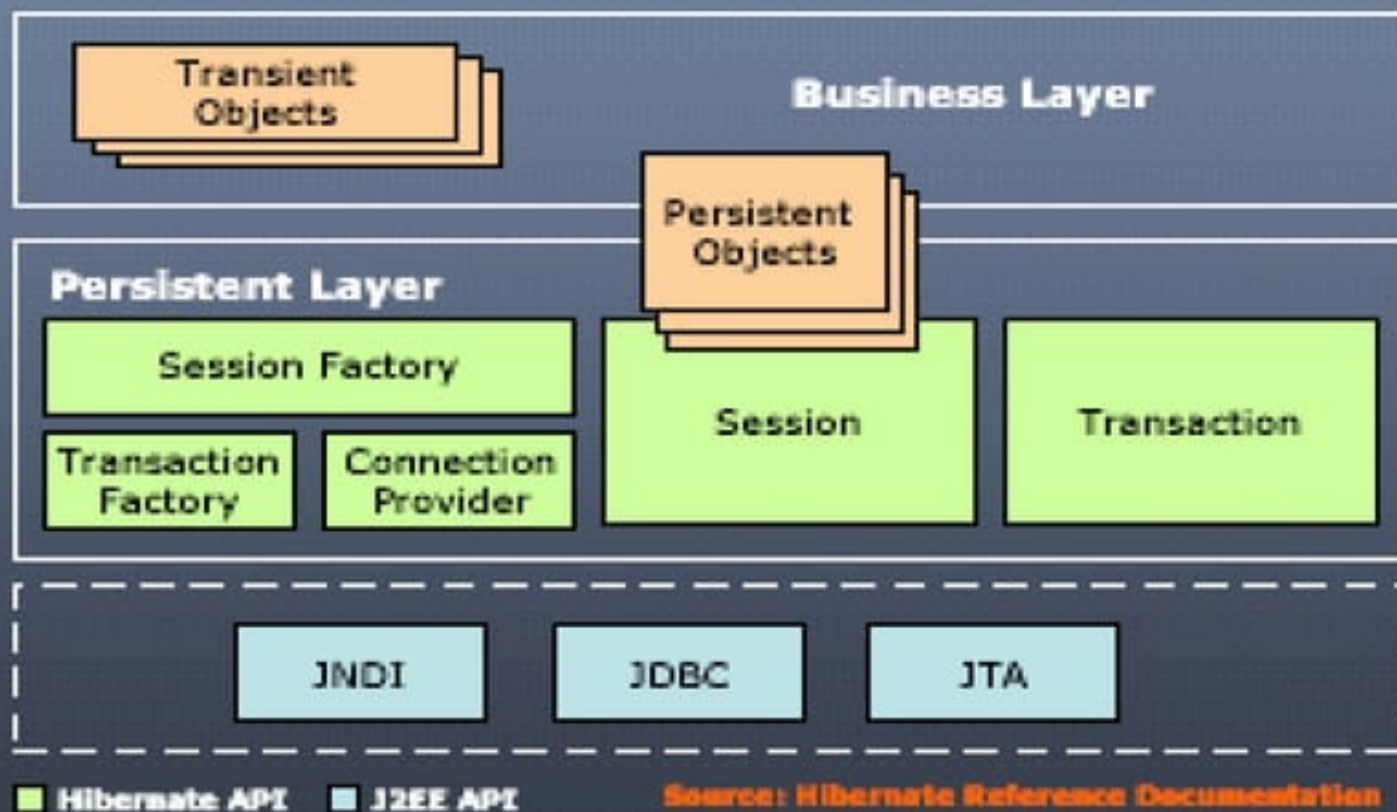 Transient
Objects
Business Layer
Persistent
Objects
Persistent Layer
Session Factory
Session
Transaction
Transaction
Factory
Connection
Provider
JNDI
JDBC
JTA
Hibernate API
J2EE API
Source: Hibernate Reference Documentation